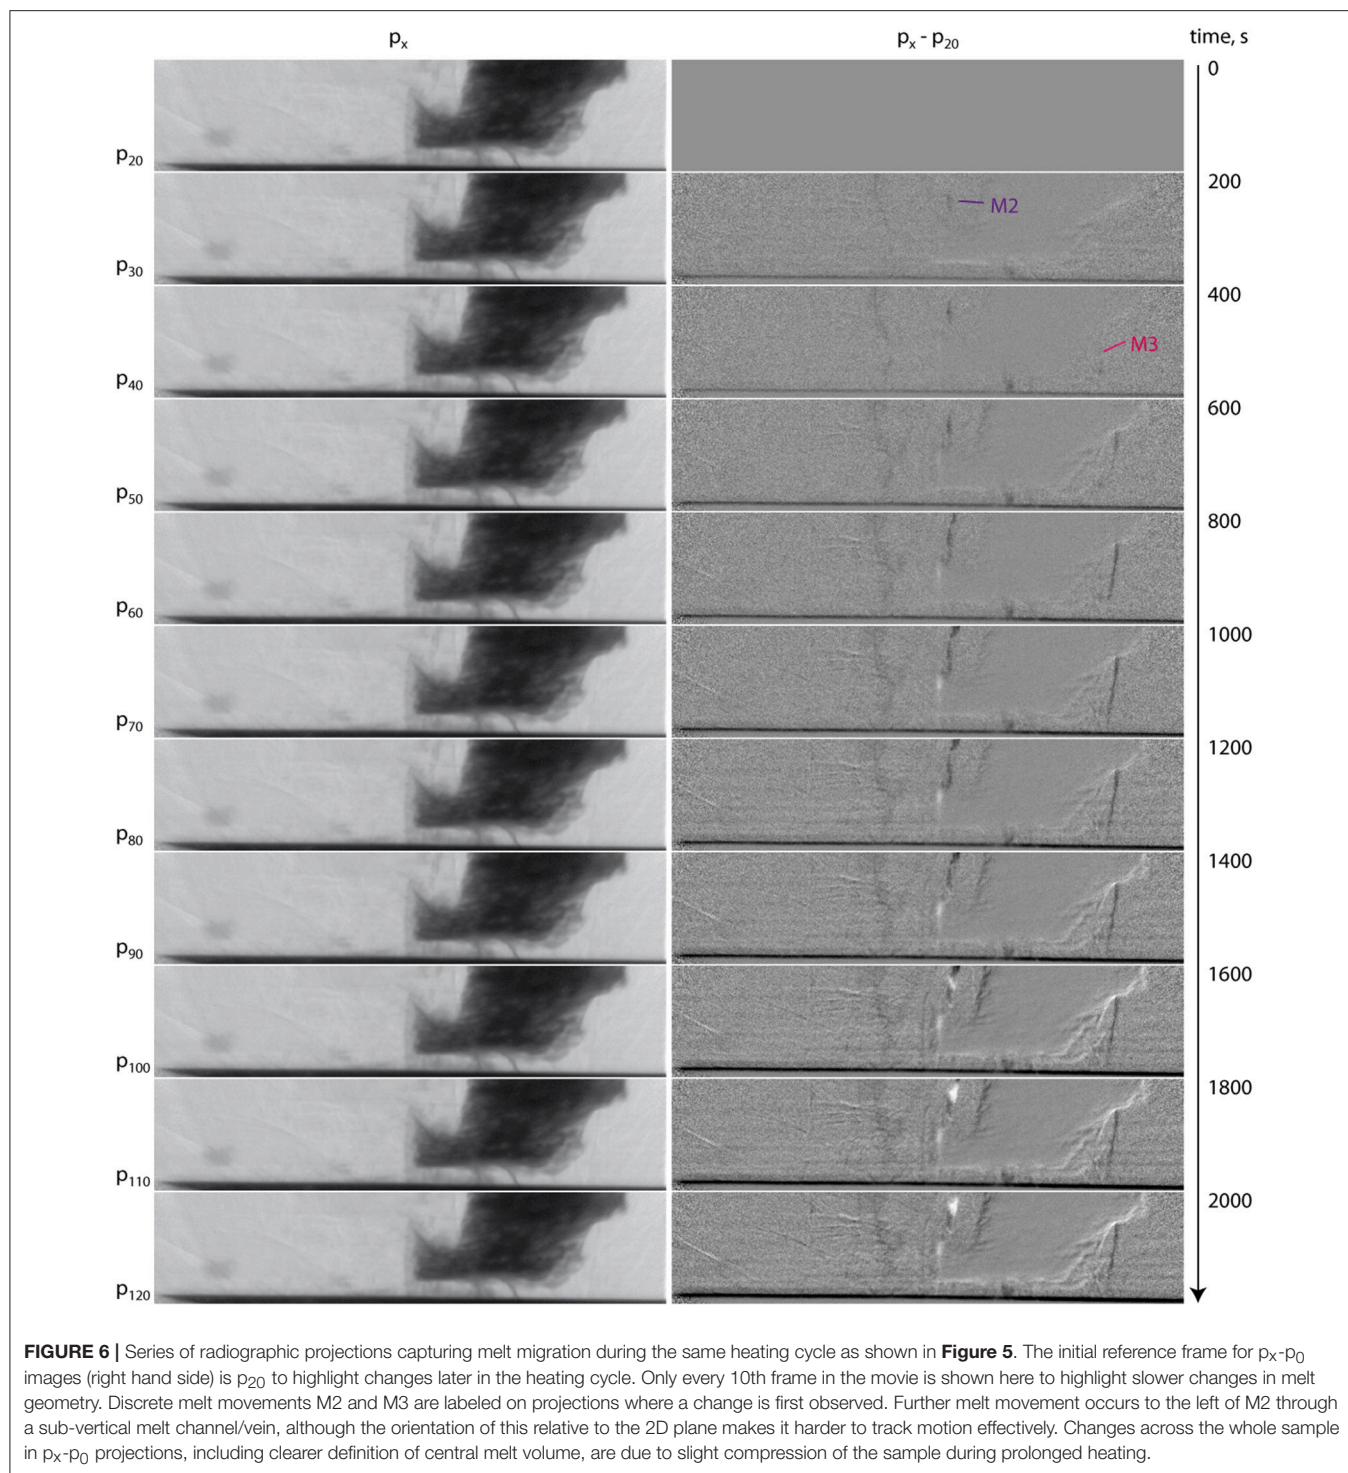 pₓ pₓ - p₂₀ time, s
0
p₂₀
200
M2
p₃₀
400
M3
p₄₀
600
p₅₀
800
p₆₀
1000
p₇₀
1200
p₈₀
1400
p₉₀
1600
p₁₀₀
1800
p₁₁₀
2000
p₁₂₀
FIGURE 6 | Series of radiographic projections capturing melt migration during the same heating cycle as shown in Figure 5. The initial reference frame for pₓ-p₀
images (right hand side) is p₂₀ to highlight changes later in the heating cycle. Only every 10th frame in the movie is shown here to highlight slower changes in melt
geometry. Discrete melt movements M2 and M3 are labeled on projections where a change is first observed. Further melt movement occurs to the left of M2 through
a sub-vertical melt channel/vein, although the orientation of this relative to the 2D plane makes it harder to track motion effectively. Changes across the whole sample
in pₓ-p₀ projections, including clearer definition of central melt volume, are due to slight compression of the sample during prolonged heating.